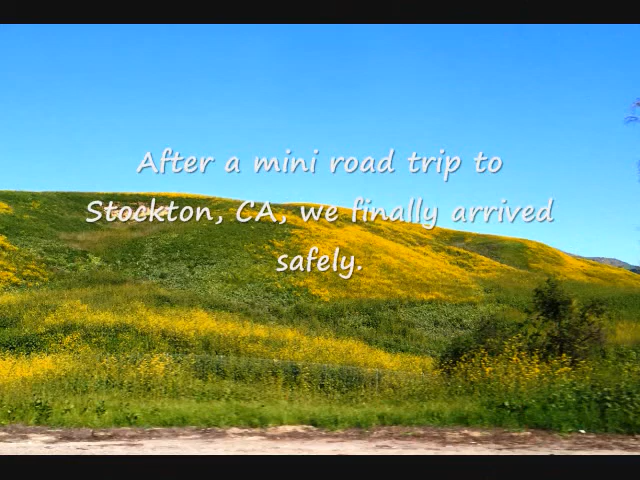 After a mini road trip to
Stockton, CA, we finally arrived
safely.